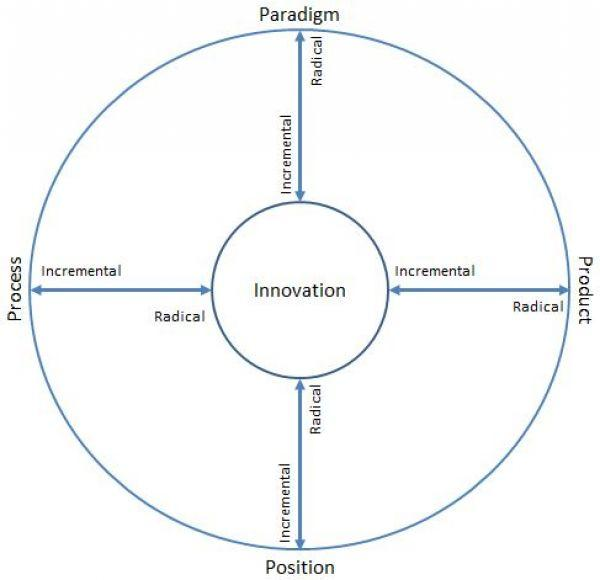 Paradigm
Radical
Incremental
Process
Incremental
Radical
Innovation
Incremental
Radical
Product
Radical
Incremental
Position